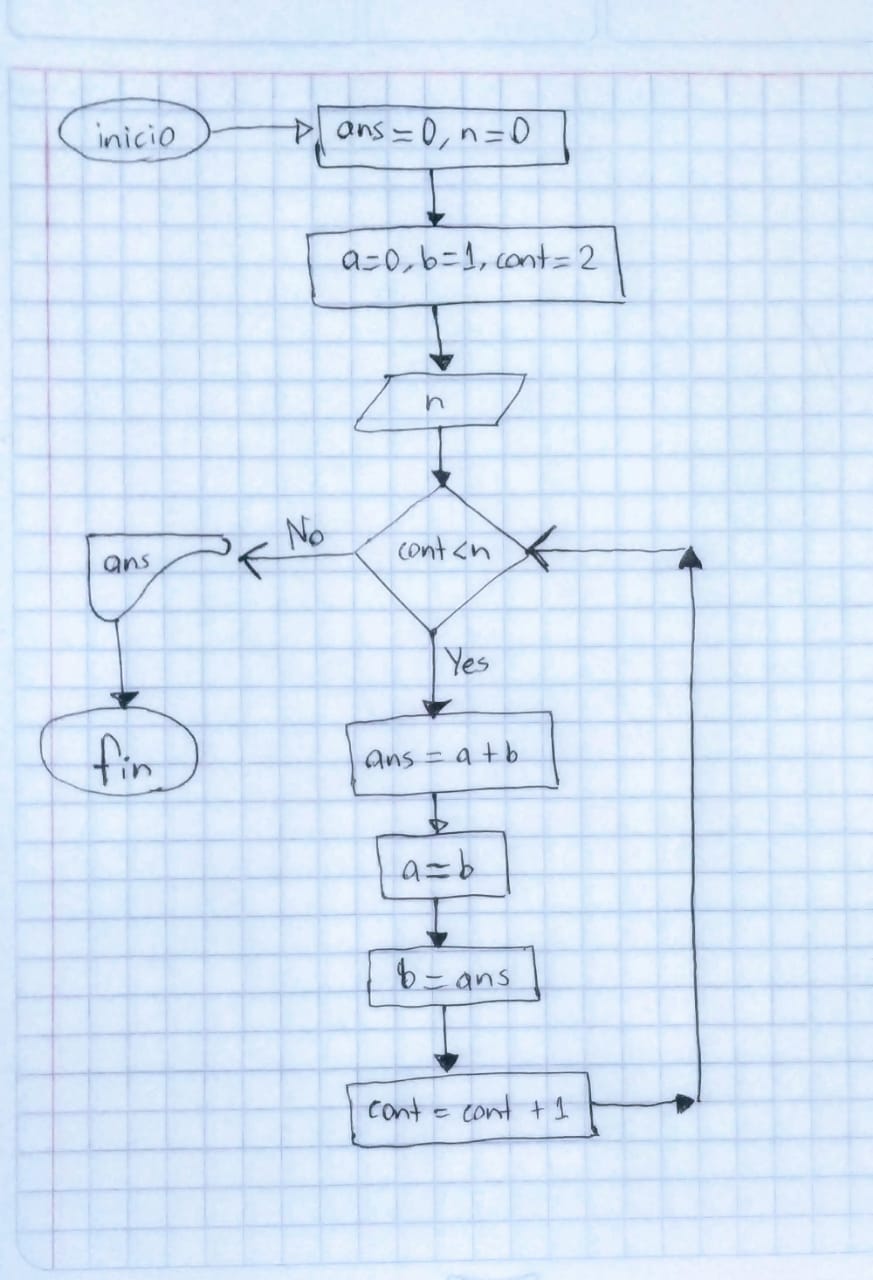 inicio
ans = 0, n = 0
a=0, b=1, cont = 2
n
cont < n
No
ans
fin
Yes
ans = a + b
a = b
b = ans
cont = cont + 1